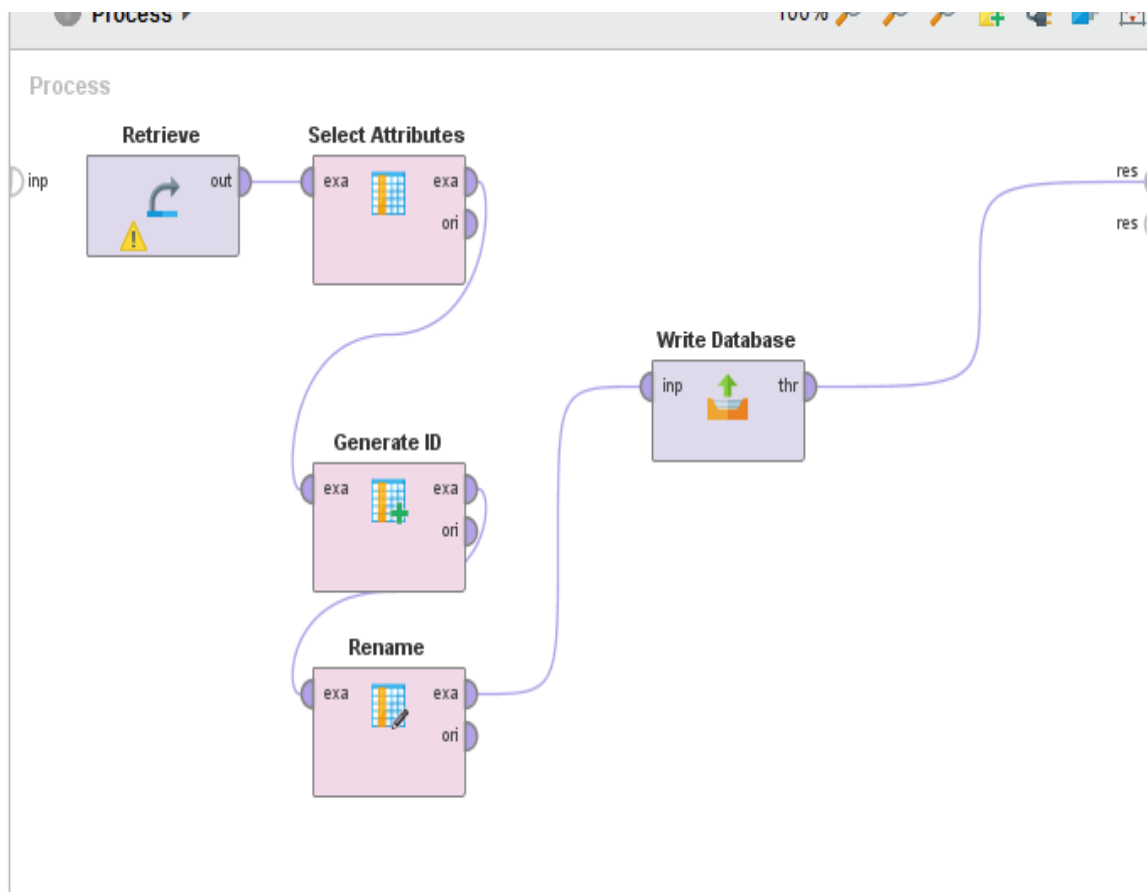 Process
100%
Process
Retrieve
Select Attributes
inp
out
exa
exa
ori
res
res
Write Database
inp
thr
Generate ID
exa
exa
ori
Rename
exa
exa
ori